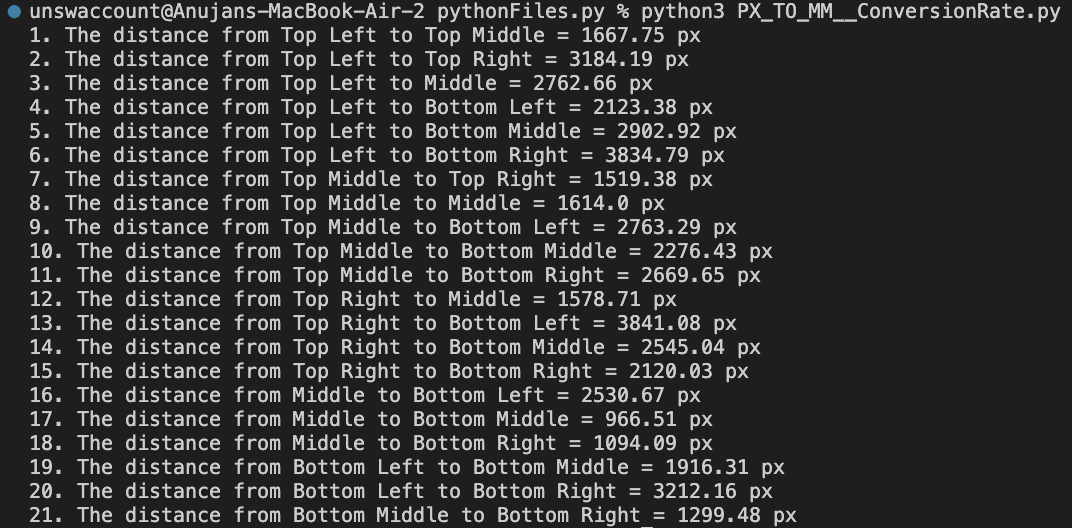 unswaccount@Anujans-MacBook-Air-2 pythonFiles.py % python3 PX_TO_MM__ConversionRate.py
1. The distance from Top Left to Top Middle = 1667.75 px
2. The distance from Top Left to Top Right = 3184.19 px
3. The distance from Top Left to Middle = 2762.66 px
4. The distance from Top Left to Bottom Left = 2123.38 px
5. The distance from Top Left to Bottom Middle = 2902.92 px
6. The distance from Top Left to Bottom Right = 3834.79 px
7. The distance from Top Middle to Top Right = 1519.38 px
8. The distance from Top Middle to Middle = 1614.0 px
9. The distance from Top Middle to Bottom Left = 2763.29 px
10. The distance from Top Middle to Bottom Middle = 2276.43 px
11. The distance from Top Middle to Bottom Right = 2669.65 px
12. The distance from Top Right to Middle = 1578.71 px
13. The distance from Top Right to Bottom Left = 3841.08 px
14. The distance from Top Right to Bottom Middle = 2545.04 px
15. The distance from Top Right to Bottom Right = 2120.03 px
16. The distance from Middle to Bottom Left = 2530.67 px
17. The distance from Middle to Bottom Middle = 966.51 px
18. The distance from Middle to Bottom Right = 1094.09 px
19. The distance from Bottom Left to Bottom Middle = 1916.31 px
20. The distance from Bottom Left to Bottom Right = 3212.16 px
21. The distance from Bottom Middle to Bottom Right = 1299.48 px